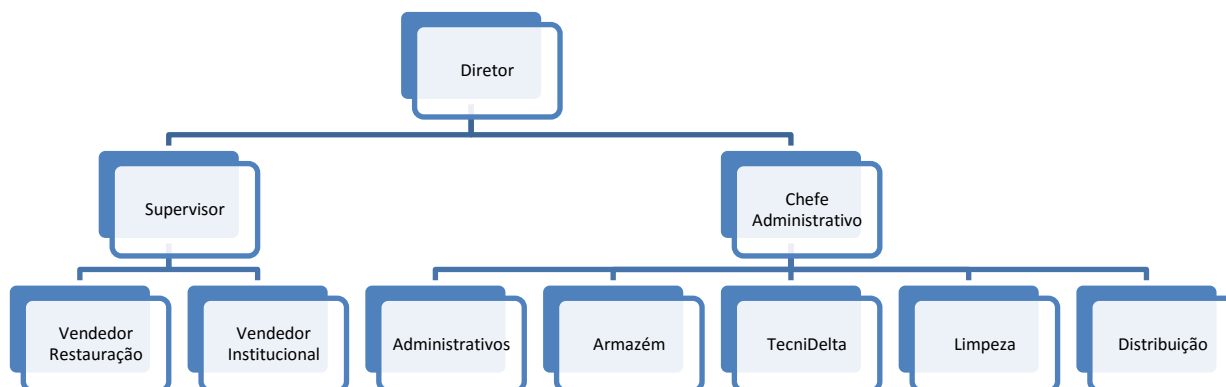 Diretor
Supervisor
Chefe
Administrativo
Vendedor
Restauração
Vendedor
Institucional
Administrativos
Armazém
TecniDelta
Limpeza
Distribuição